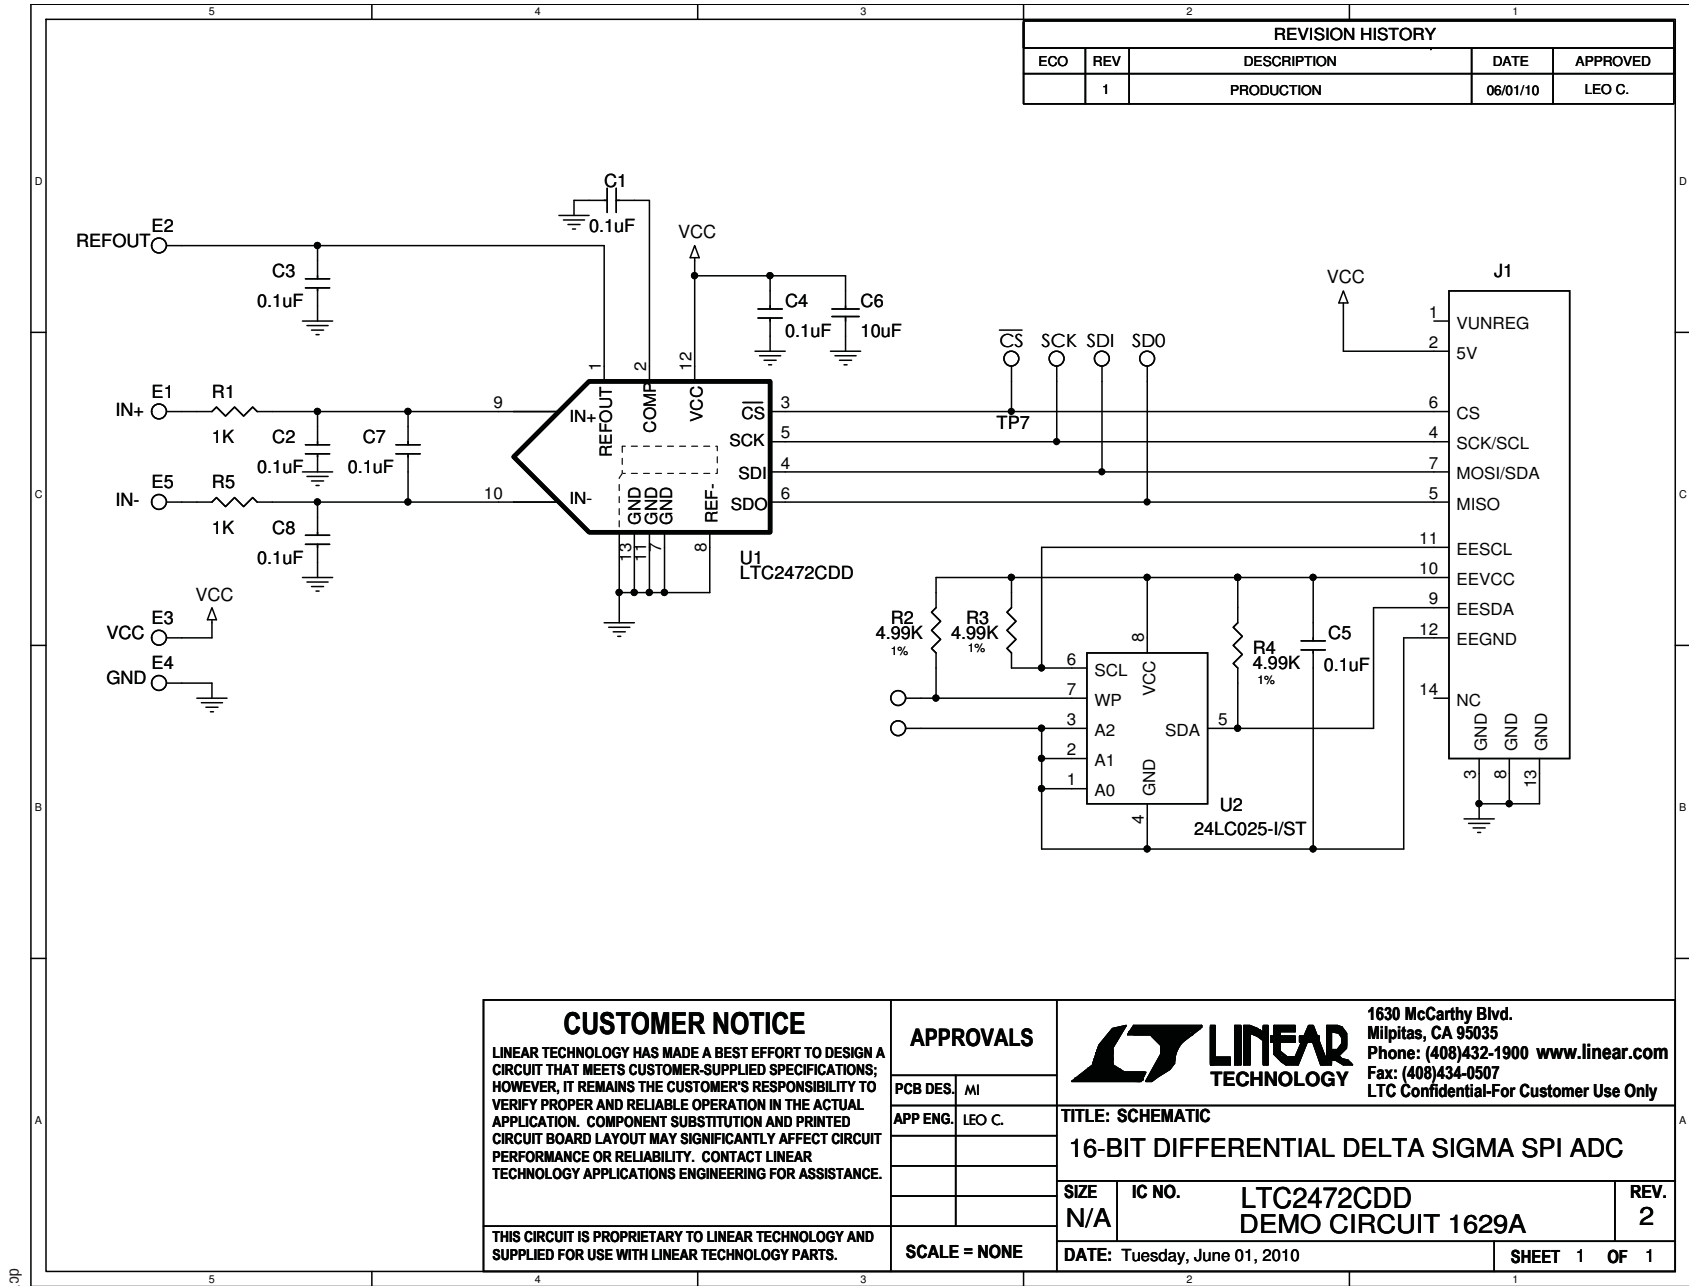 5 4 3 2 1
REVISION HISTORY
ECO REV DESCRIPTION DATE APPROVED
1 PRODUCTION 06/01/10 LEO C.
D D
C1
0.1uF
E2
REFOUT
VCC
C3
0.1uF
C4
0.1uF
C6
10uF
VCC
J1
1 VUNREG
2 5V
CS SCK SDI SD0
TP7
1 2 12
REFOUT COMP VCC
E1
IN+
R1
1K
C2
0.1uF
C7
0.1uF
9 IN+
CS 3
SCK 5
SDI 4
SDO 6
6 CS
4 SCK/SCL
7 MOSI/SDA
5 MISO
E5
IN-
R5
1K
C8
0.1uF
10 IN-
GND GND GND REF-
13 11 7 8
U1
LTC2472CDD
C C
11 EESCL
10 EEVCC
9 EESDA
12 EEGND
14 NC
GND GND GND
3 8 13
VCC
E3
VCC
E4
GND
R2
4.99K
1%
R3
4.99K
1%
R4
4.99K
1%
C5
0.1uF
8 VCC
6 SCL
7 WP
3 A2
2 A1
1 A0
SDA 5
GND
4
U2
24LC025-I/ST
B B
A A
CUSTOMER NOTICE
LINEAR TECHNOLOGY HAS MADE A BEST EFFORT TO DESIGN A
CIRCUIT THAT MEETS CUSTOMER-SUPPLIED SPECIFICATIONS;
HOWEVER, IT REMAINS THE CUSTOMER'S RESPONSIBILITY TO
VERIFY PROPER AND RELIABLE OPERATION IN THE ACTUAL
APPLICATION. COMPONENT SUBSTITUTION AND PRINTED
CIRCUIT BOARD LAYOUT MAY SIGNIFICANTLY AFFECT CIRCUIT
PERFORMANCE OR RELIABILITY. CONTACT LINEAR
TECHNOLOGY APPLICATIONS ENGINEERING FOR ASSISTANCE.
THIS CIRCUIT IS PROPRIETARY TO LINEAR TECHNOLOGY AND
SUPPLIED FOR USE WITH LINEAR TECHNOLOGY PARTS.
APPROVALS
PCB DES. MI
APP ENG. LEO C.
SCALE = NONE
LINEAR
TECHNOLOGY
1630 McCarthy Blvd.
Milpitas, CA 95035
Phone: (408)432-1900 www.linear.com
Fax: (408)434-0507
LTC Confidential-For Customer Use Only
TITLE: SCHEMATIC
16-BIT DIFFERENTIAL DELTA SIGMA SPI ADC
SIZE
N/A
IC NO.
LTC2472CDD
DEMO CIRCUIT 1629A
REV.
2
DATE: Tuesday, June 01, 2010
SHEET 1 OF 1
5 4 3 2 1